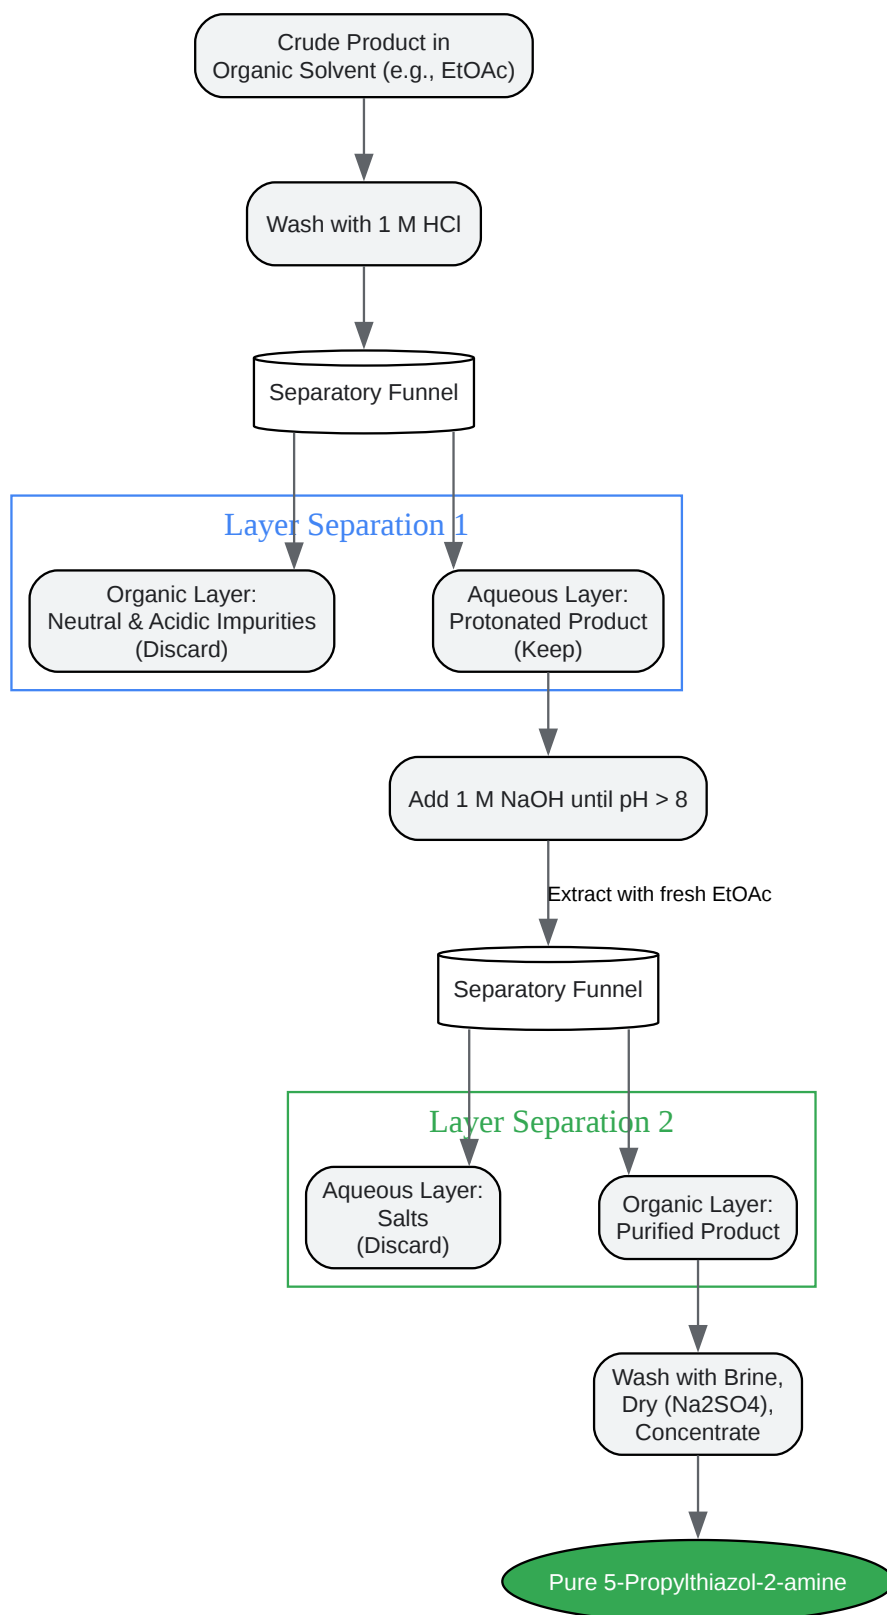 Crude Product in
Organic Solvent (e.g., EtOAc)
Wash with 1 M HCl
Separatory Funnel
Layer Separation 1
Organic Layer:
Neutral & Acidic Impurities
(Discard)
Aqueous Layer:
Protonated Product
(Keep)
Add 1 M NaOH until pH > 8
Extract with fresh EtOAc
Separatory Funnel
Layer Separation 2
Aqueous Layer:
Salts
(Discard)
Organic Layer:
Purified Product
Wash with Brine,
Dry (Na2SO4),
Concentrate
Pure 5-Propylthiazol-2-amine